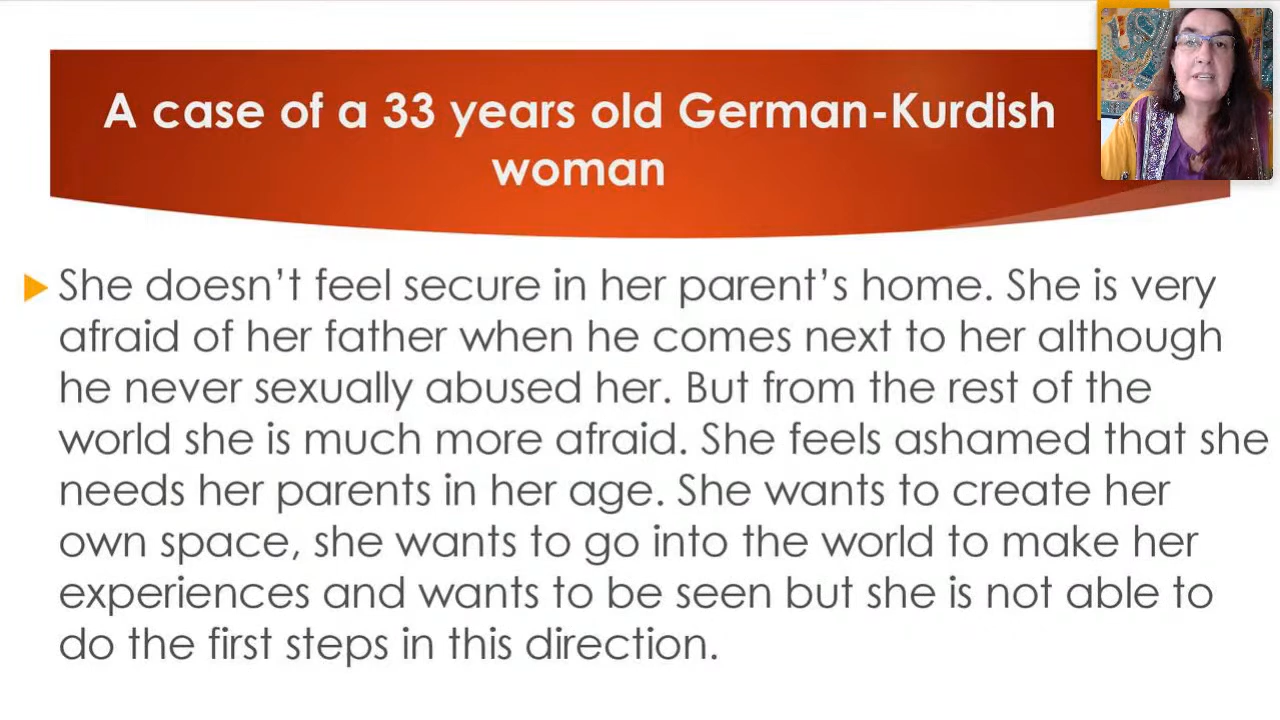 A case of a 33 years old German-Kurdish
woman
She doesn’t feel secure in her parent’s home. She is very
afraid of her father when he comes next to her although
he never sexually abused her. But from the rest of the
world she is much more afraid. She feels ashamed that she
needs her parents in her age. She wants to create her
own space, she wants to go into the world to make her
experiences and wants to be seen but she is not able to
do the first steps in this direction.